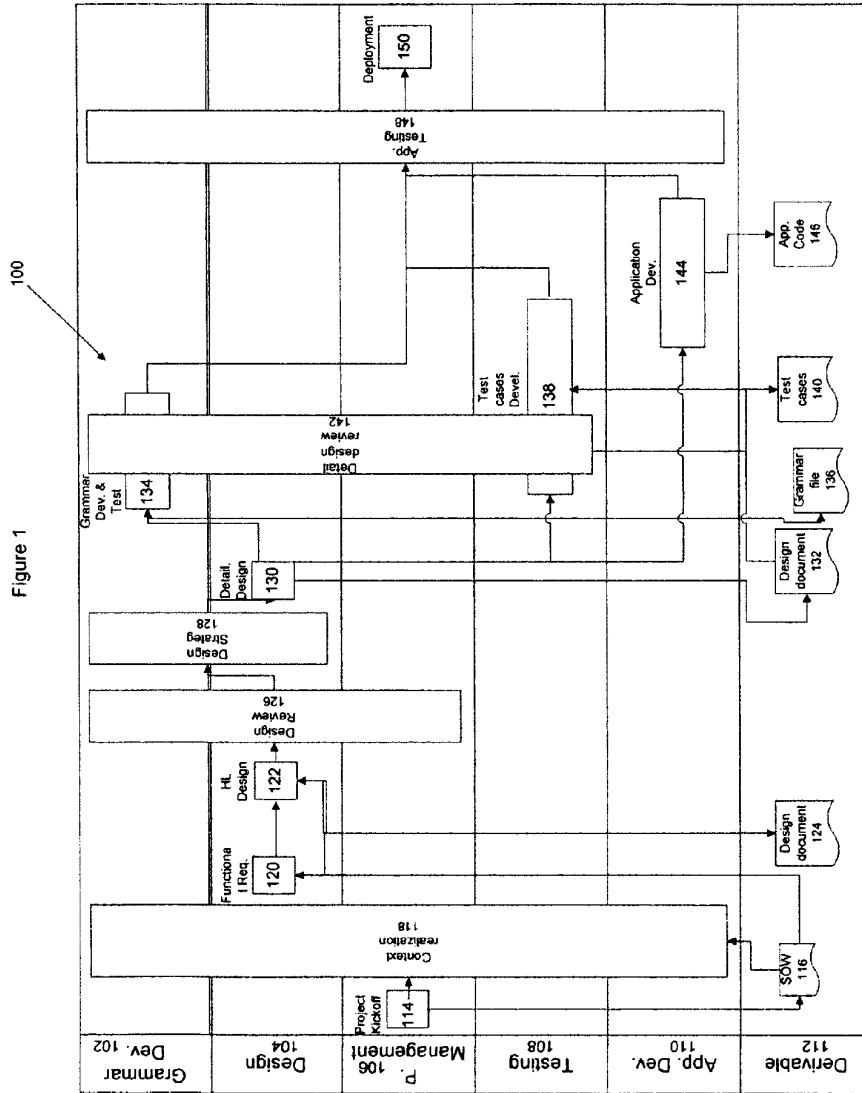 Figure 1
100
Grammar
Dev. 102
Design
104
P. 106
Management
Testing
108
App. Dev.
110
Derivable
112
Project
Kickoff
114
SOW
116
Context
realization
118
Functiona
l Req.
120
HL
Design
122
Design
document
124
Design
Review
126
Design
Strateg
128
Detail.
Design
130
Design
document
132
Grammar
Dev. &
Test
134
Grammar
file
136
Test
cases
Devel.
138
Test
cases
140
Detail
design
review
142
Application
Dev.
144
App.
Code
146
App.
Testing
148
Deployment
150